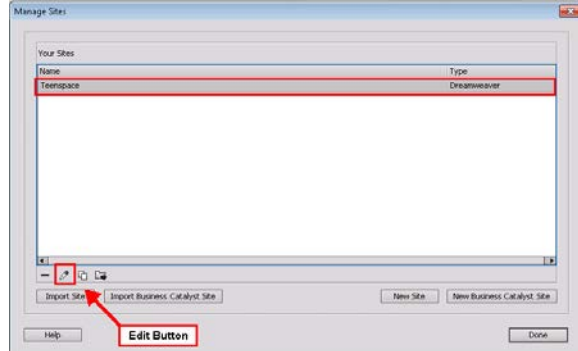 Manage Sites
Your Sites
Name Type
Teenspace Dreamweaver
Import Site Import Business Catalyst Site New Site New Business Catalyst Site
Help Edit Button Done